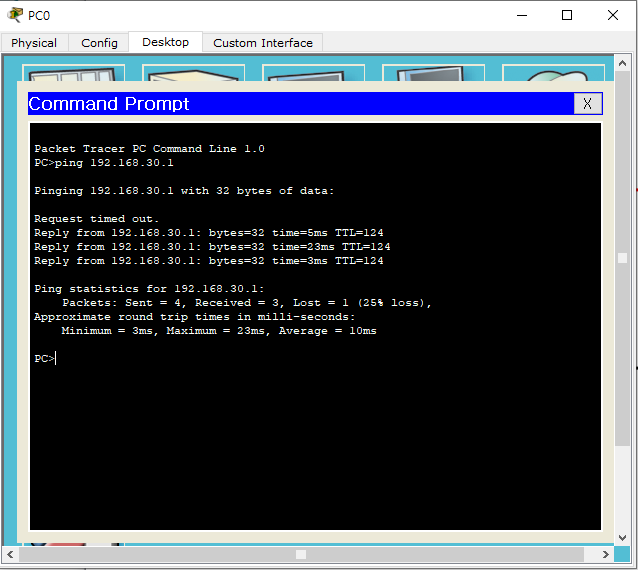 PC0
Physical Config Desktop Custom Interface
Command Prompt
X
Packet Tracer PC Command Line 1.0
PC>ping 192.168.30.1
Pinging 192.168.30.1 with 32 bytes of data:
Request timed out.
Reply from 192.168.30.1: bytes=32 time=5ms TTL=124
Reply from 192.168.30.1: bytes=32 time=23ms TTL=124
Reply from 192.168.30.1: bytes=32 time=3ms TTL=124
Ping statistics for 192.168.30.1:
Packets: Sent = 4, Received = 3, Lost = 1 (25% loss),
Approximate round trip times in milli-seconds:
Minimum = 3ms, Maximum = 23ms, Average = 10ms
PC>